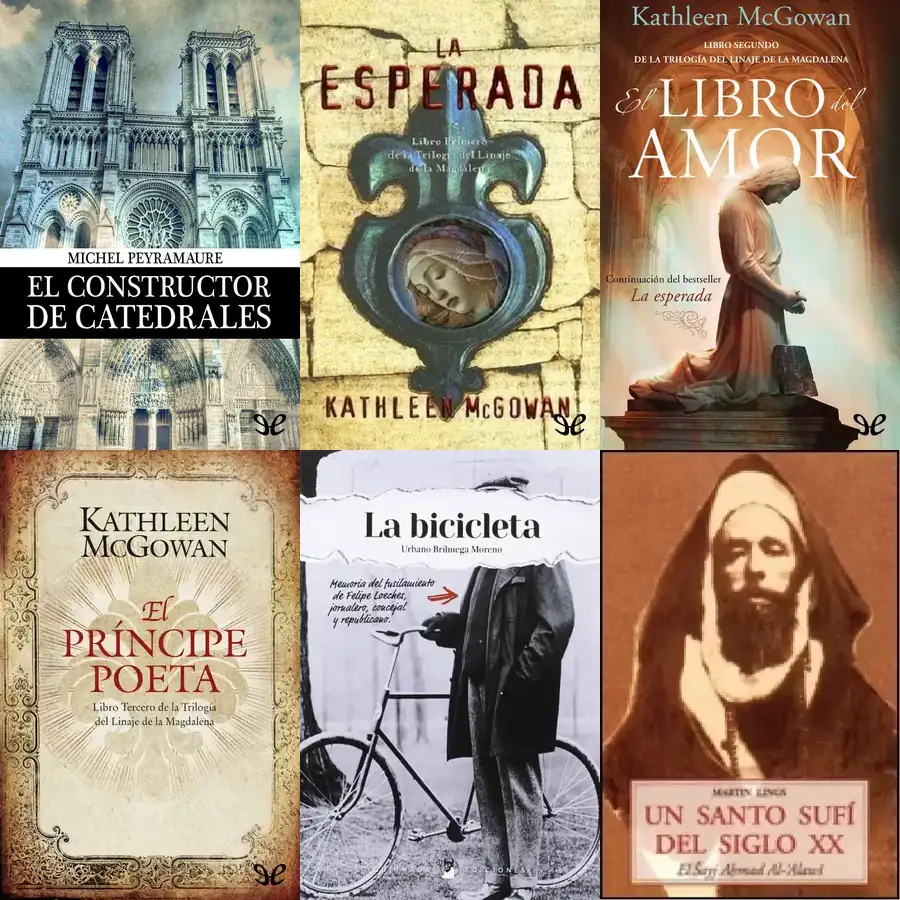 MICHEL PEYRAMAURE
EL CONSTRUCTOR
DE CATEDRALES
LA
ESPERADA
Libro Primero
de la Trilogía del Linaje
de la Magdalena
KATHLEEN McGOWAN
Kathleen McGowan
LIBRO SEGUNDO
DE LA TRILOGÍA DEL LINAJE DE LA MAGDALENA
El LIBRO del
AMOR
Continuación del bestseller
La esperada
KATHLEEN
McGOWAN
El
PRÍNCIPE
POETA
Libro Tercero de la Trilogía
del Linaje de la Magdalena
La bicicleta
Urbano Brihuega Moreno
Memoria del fusilamiento
de Felipe Loeches,
jornalero, concejal
y republicano.
EDICIONES
MARTIN LINGS
UN SANTO SUFÍ
DEL SIGLO XX
El Šayj Aḥmad Al-‘Alawī